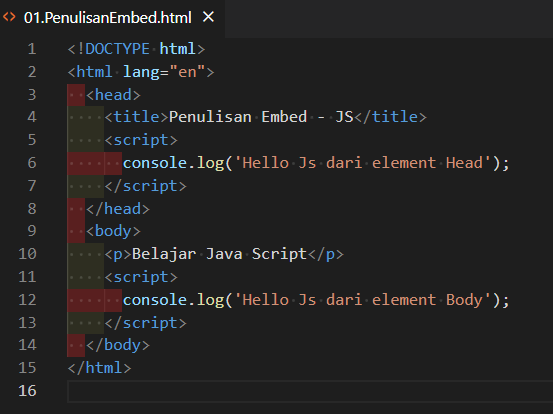 <> 01.PenulisanEmbed.html ×
1 <!DOCTYPE html>
2 <html lang="en">
3 <head>
4 <title>Penulisan Embed - JS</title>
5 <script>
6 console.log('Hello Js dari element Head');
7 </script>
8 </head>
9 <body>
10 <p>Belajar Java Script</p>
11 <script>
12 console.log('Hello Js dari element Body');
13 </script>
14 </body>
15 </html>
16